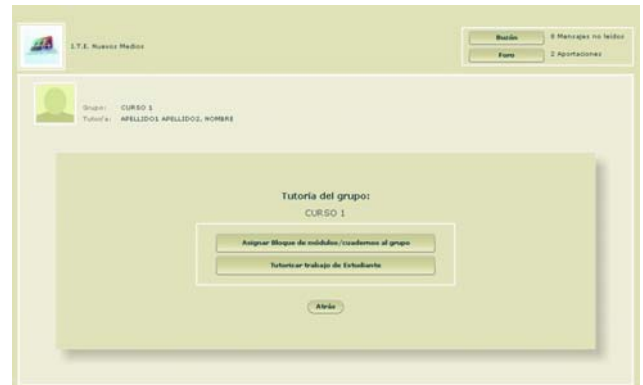 I.T.E. Nuevos Medios
Buzón 8 Mensajes no leídos
Foro 2 Aportaciones
Grupo: CURSO 1
Tutor/a: APELLIDO1 APELLIDO2, NOMBRE
Tutoría del grupo:
CURSO 1
Asignar Bloque de módulos/cuadernos al grupo
Tutorizar trabajo de Estudiante
Atrás